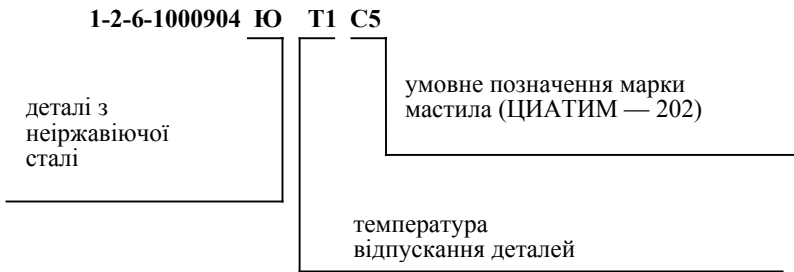 1-2-6-1000904 Ю Т1 С5
умовне позначення марки
мастила (ЦИАТИМ — 202)
деталі з
неіржавіючої
сталі
температура
відпускання деталей